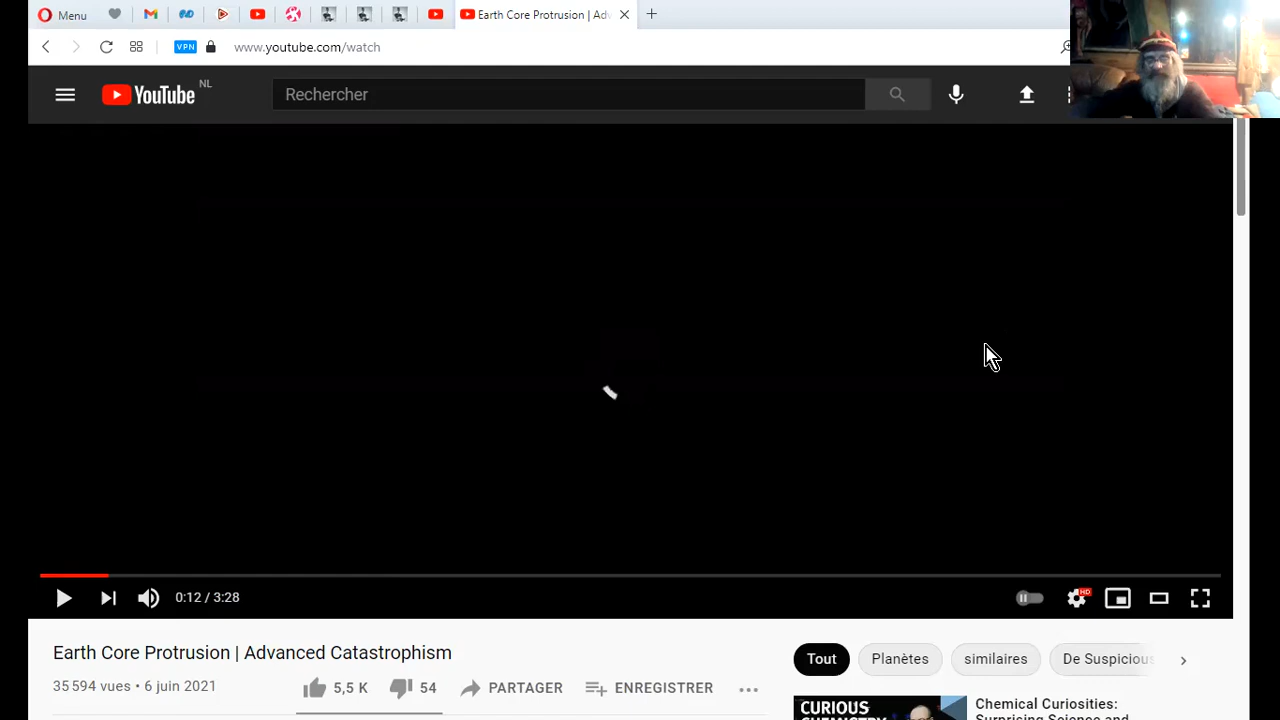 Menu
Earth Core Protrusion | Adv
VPN
www.youtube.com/watch
YouTube
NL
Rechercher
0:12 / 3:28
HD
Earth Core Protrusion | Advanced Catastrophism
35 594 vues • 6 juin 2021
5,5 K
54
PARTAGER
ENREGISTRER
Tout
Planètes
similaires
De Suspicious
CURIOUS
CHEMISTRY
Chemical Curiosities:
Surprising Science and